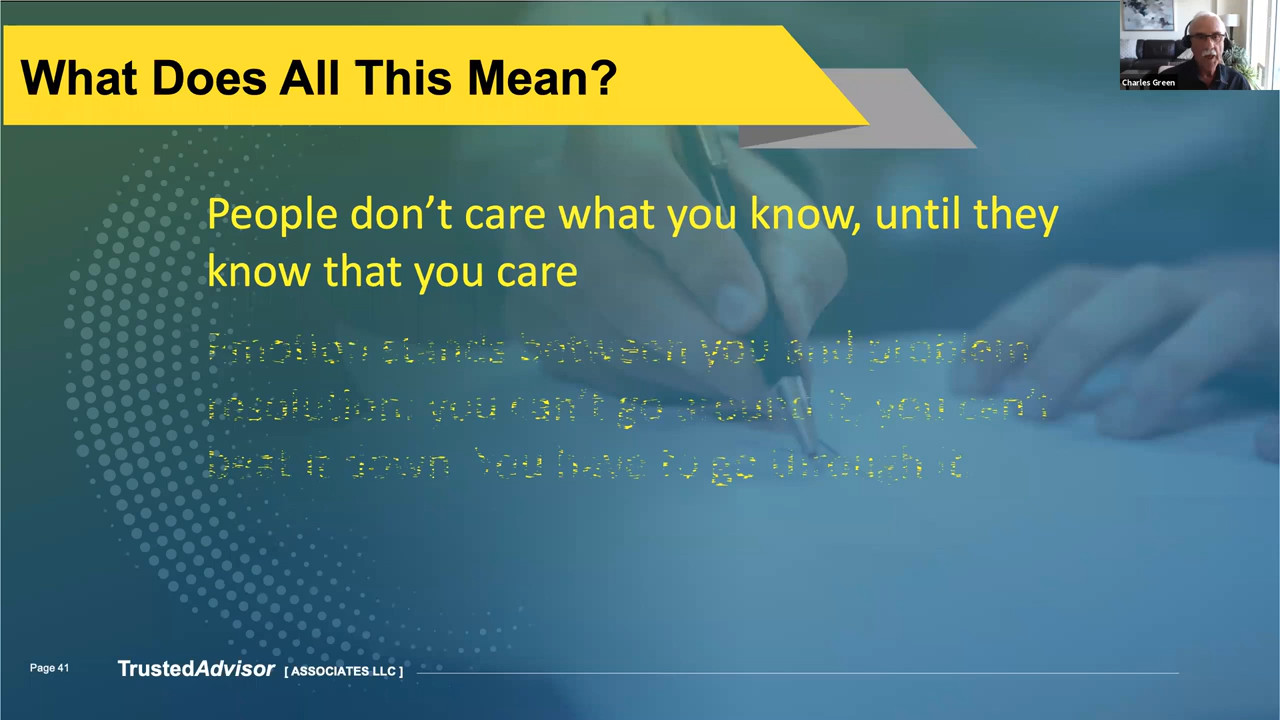 What Does All This Mean?
Charles Green
People don’t care what you know, until they
know that you care
Emotion stands between you and problem
resolution: you can’t go around it, you can’t
beat it down. You have to go through it
Page 41
TrustedAdvisor [ ASSOCIATES LLC ]